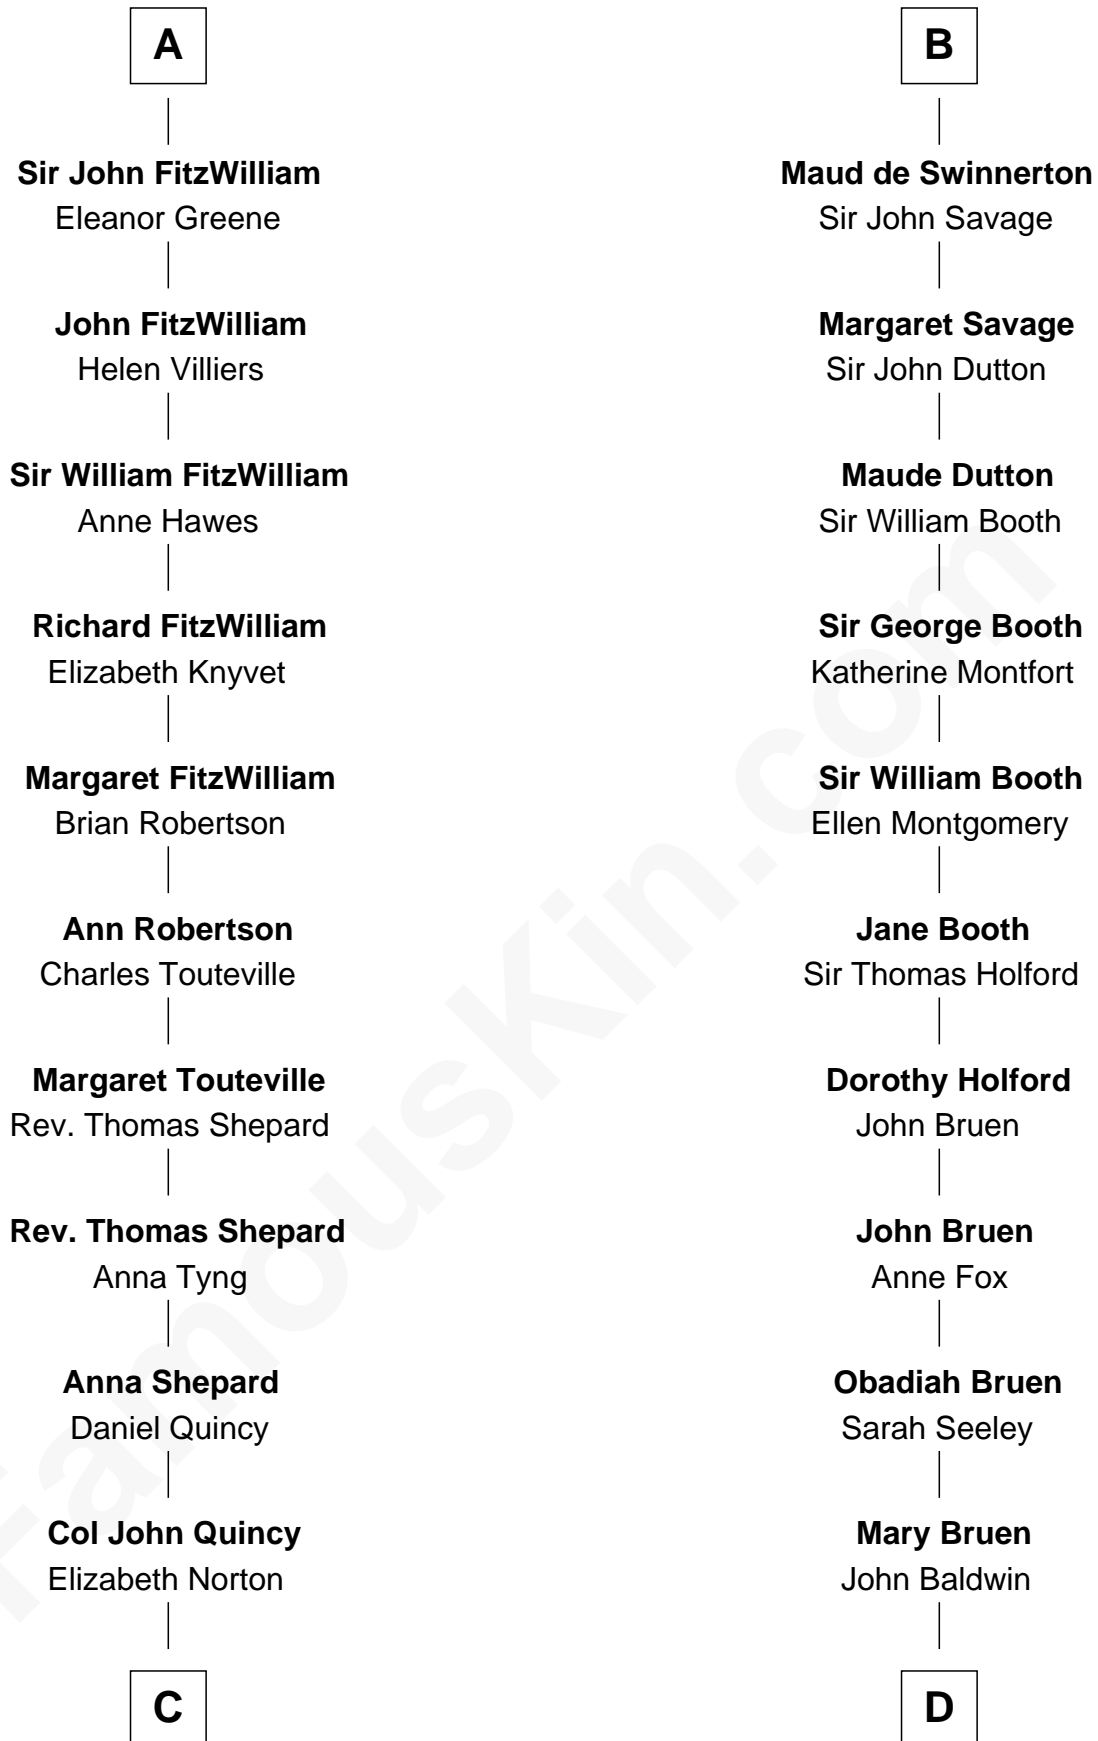 A
Sir John FitzWilliam
Eleanor Greene
John FitzWilliam
Helen Villiers
Sir William FitzWilliam
Anne Hawes
Richard FitzWilliam
Elizabeth Knyvet
Margaret FitzWilliam
Brian Robertson
Ann Robertson
Charles Touteville
Margaret Touteville
Rev. Thomas Shepard
Rev. Thomas Shepard
Anna Tyng
Anna Shepard
Daniel Quincy
Col John Quincy
Elizabeth Norton
C
B
Maud de Swinnerton
Sir John Savage
Margaret Savage
Sir John Dutton
Maude Dutton
Sir William Booth
Sir George Booth
Katherine Montfort
Sir William Booth
Ellen Montgomery
Jane Booth
Sir Thomas Holford
Dorothy Holford
John Bruen
John Bruen
Anne Fox
Obadiah Bruen
Sarah Seeley
Mary Bruen
John Baldwin
D
FamousKin.com